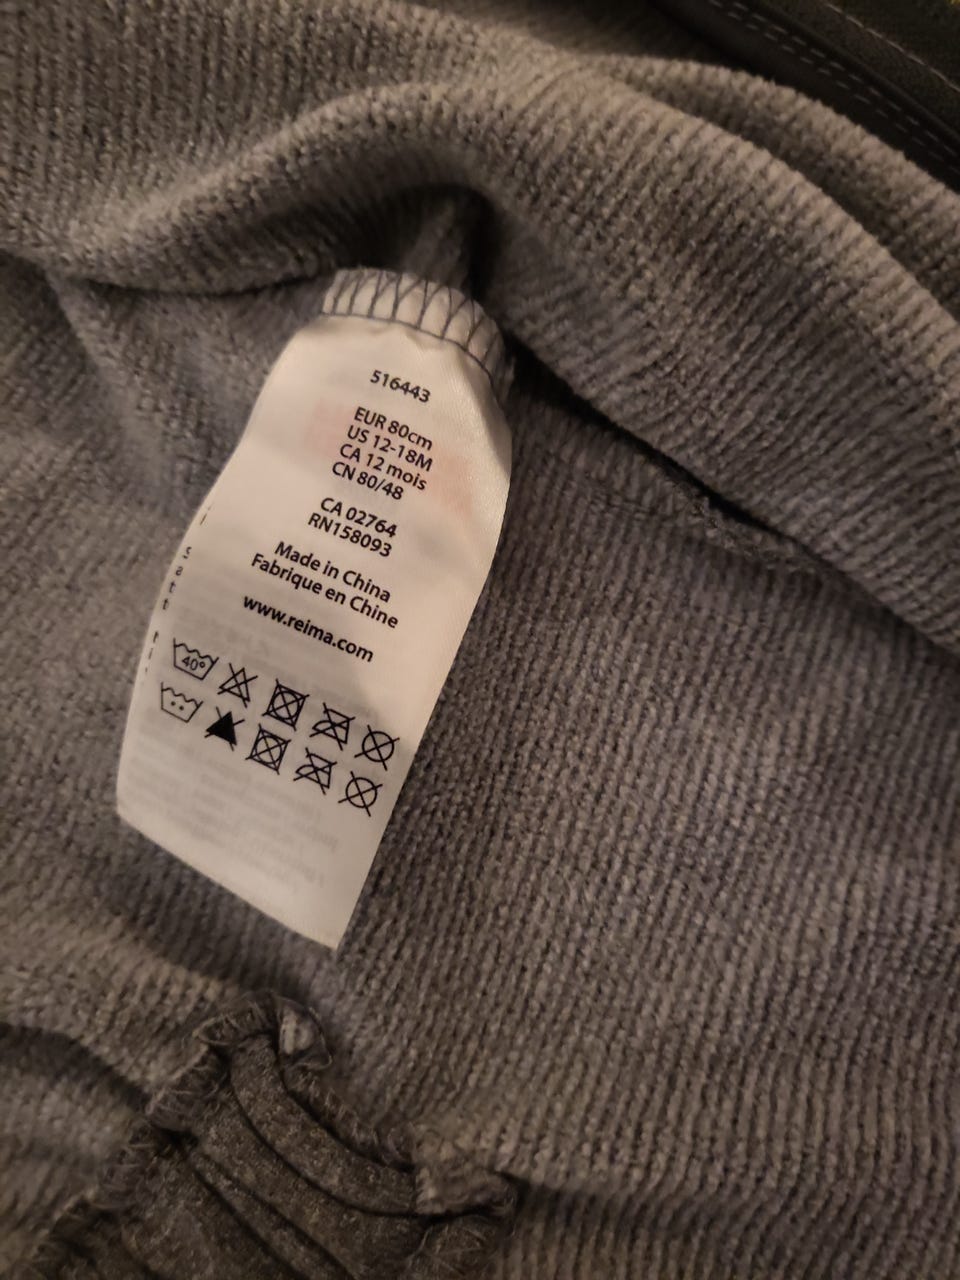 516443
EUR 80cm
US 12-18M
CA 12 mois
CN 80/48
CA 02764
RN158093
Made in China
Fabrique en Chine
www.reima.com
40°